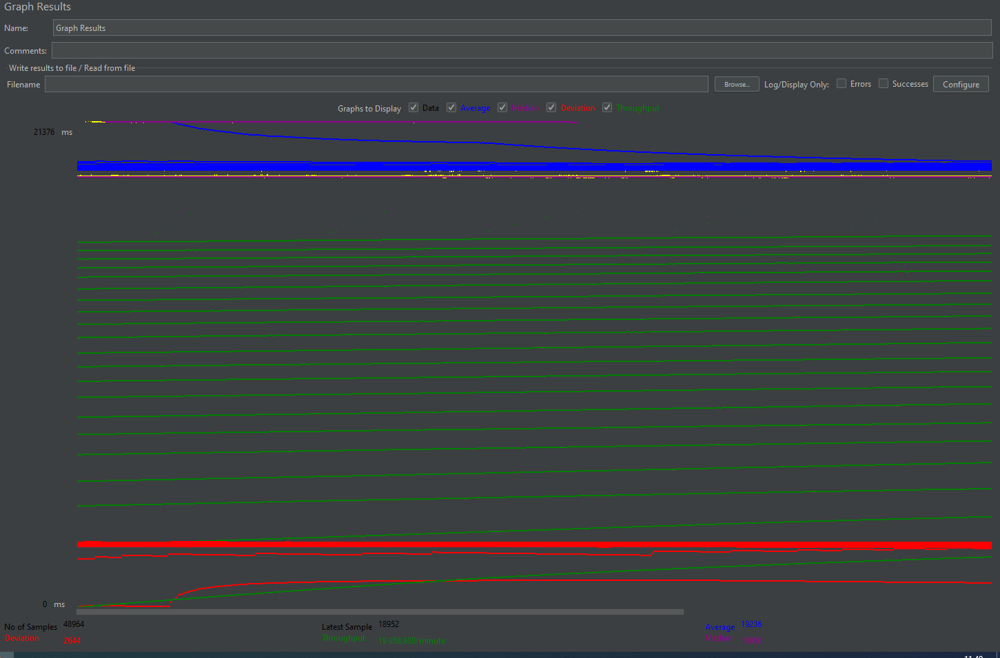 Graph Results
Name: Graph Results
Comments:
Write results to file / Read from file
Filename Browse... Log/Display Only: Errors Successes Configure
Graphs to Display Data Average Median Deviation Throughput
21376 ms
0 ms
No of Samples 48964 Latest Sample 18952 Average 19236
Deviation 2644 Throughput 19 058.938/minute Median